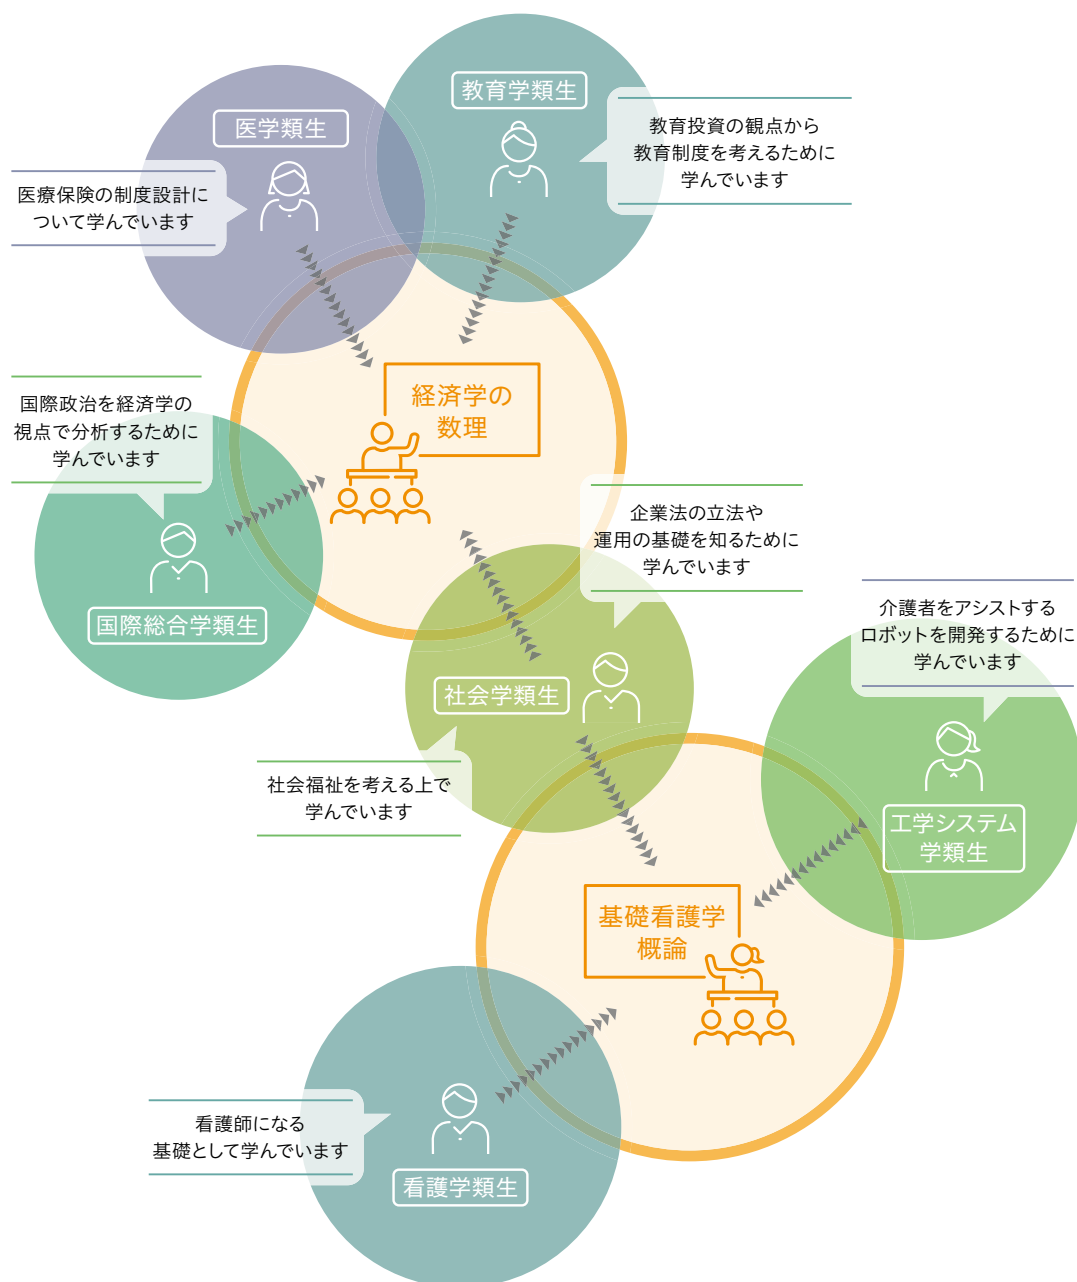 教育学類生
教育投資の観点から
教育制度を考えるために
学んでいます
医学類生
医療保険の制度設計に
ついて学んでいます
経済学の
数理
国際政治を経済学の
視点で分析するために
学んでいます
国際総合学類生
企業法の立法や
運用の基礎を知るために
学んでいます
社会学類生
社会福祉を考える上で
学んでいます
介護者をアシストする
ロボットを開発するために
学んでいます
工学システム
学類生
基礎看護学
概論
看護師になる
基礎として学んでいます
看護学類生